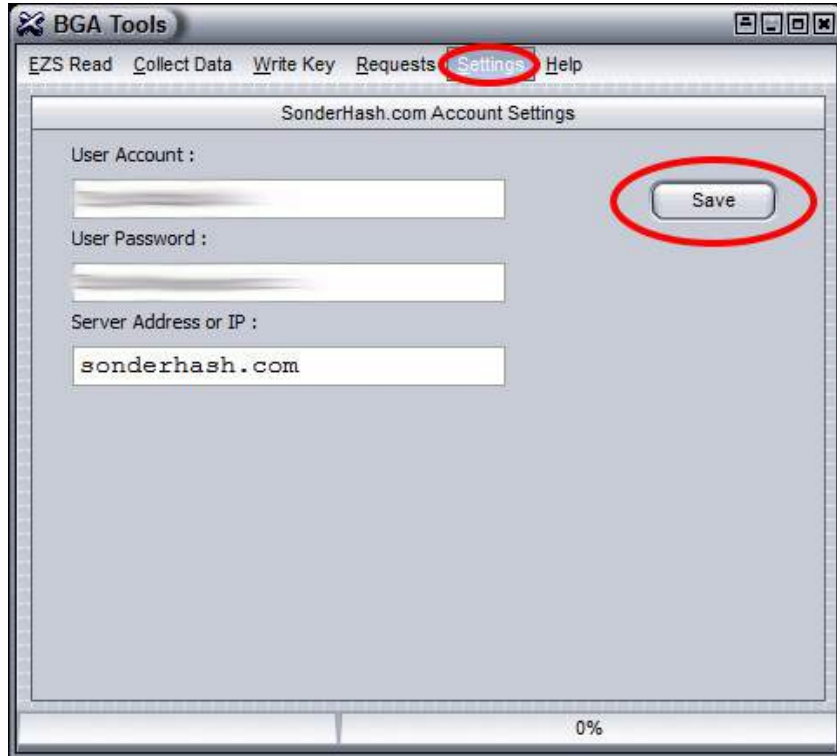 BGA Tools
EZS Read Collect Data Write Key Requests Settings Help
SonderHash.com Account Settings
User Account :
Save
User Password :
Server Address or IP :
sonderhash.com
0%